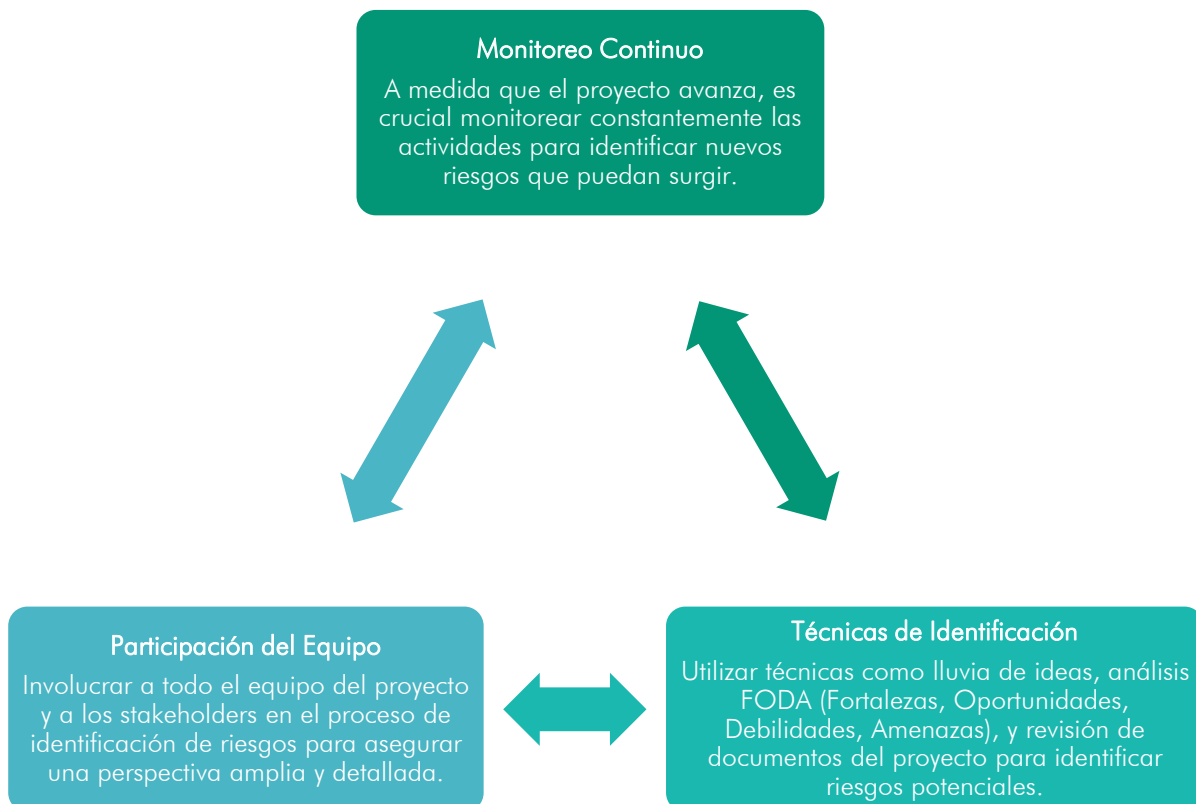 Monitoreo Continuo
A medida que el proyecto avanza, es
crucial monitorear constantemente las
actividades para identificar nuevos
riesgos que puedan surgir.
Participación del Equipo
Involucrar a todo el equipo del proyecto
y a los stakeholders en el proceso de
identificación de riesgos para asegurar
una perspectiva amplia y detallada.
Técnicas de Identificación
Utilizar técnicas como lluvia de ideas, análisis
FODA (Fortalezas, Oportunidades,
Debilidades, Amenazas), y revisión de
documentos del proyecto para identificar
riesgos potenciales.